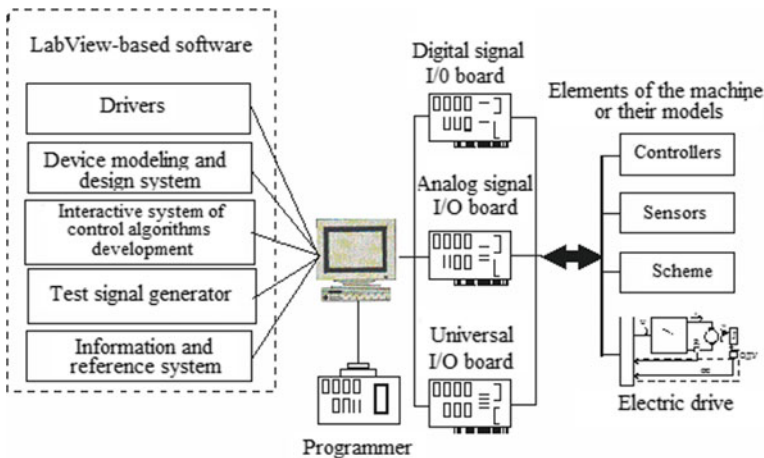 LabView-based software
Drivers
Device modeling and
design system
Interactive system of
control algorithms
development
Test signal generator
Information and
reference system
Programmer
Digital signal
I/0 board
Analog signal
I/O board
Universal
I/O board
Elements of the machine
or their models
Controllers
Sensors
Scheme
Electric drive